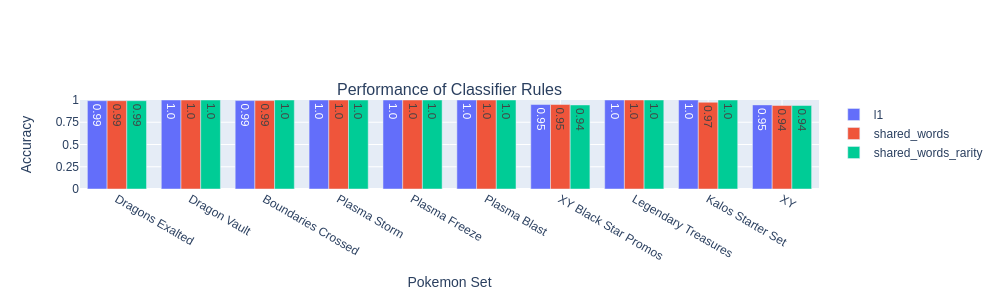 Performance of Classifier Rules
Accuracy
1
0.75
0.5
0.25
0
0.99 0.99 0.99
1.0 1.0 1.0
0.99 0.99 1.0
1.0 1.0 1.0
1.0 1.0 1.0
1.0 1.0 1.0
0.95 0.95 0.94
1.0 1.0 1.0
1.0 0.97 1.0
0.95 0.94 0.94
Dragons Exalted
Dragon Vault
Boundaries Crossed
Plasma Storm
Plasma Freeze
Plasma Blast
XY Black Star Promos
Legendary Treasures
Kalos Starter Set
XY
Pokemon Set
l1
shared_words
shared_words_rarity